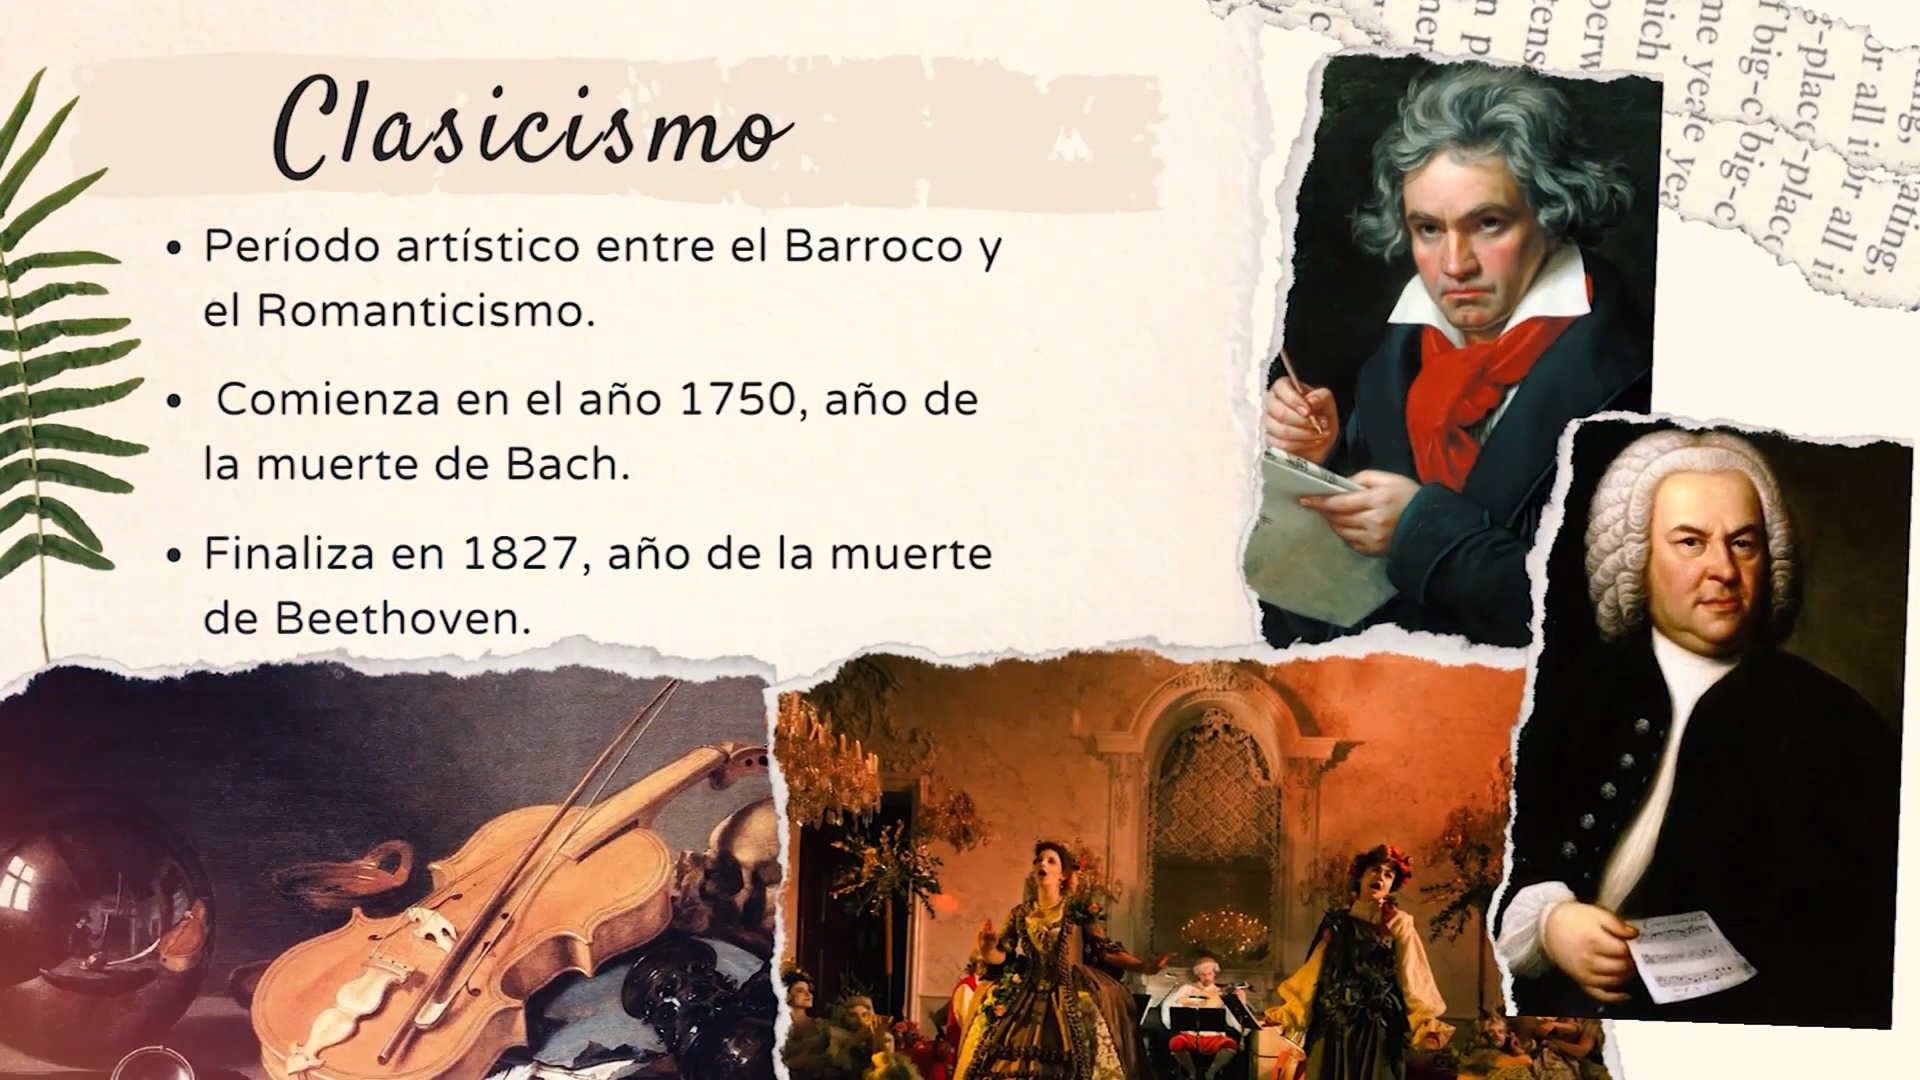 Clasicismo
• Período artístico entre el Barroco y
el Romanticismo.
• Comienza en el año 1750, año de
la muerte de Bach.
• Finaliza en 1827, año de la muerte
de Beethoven.